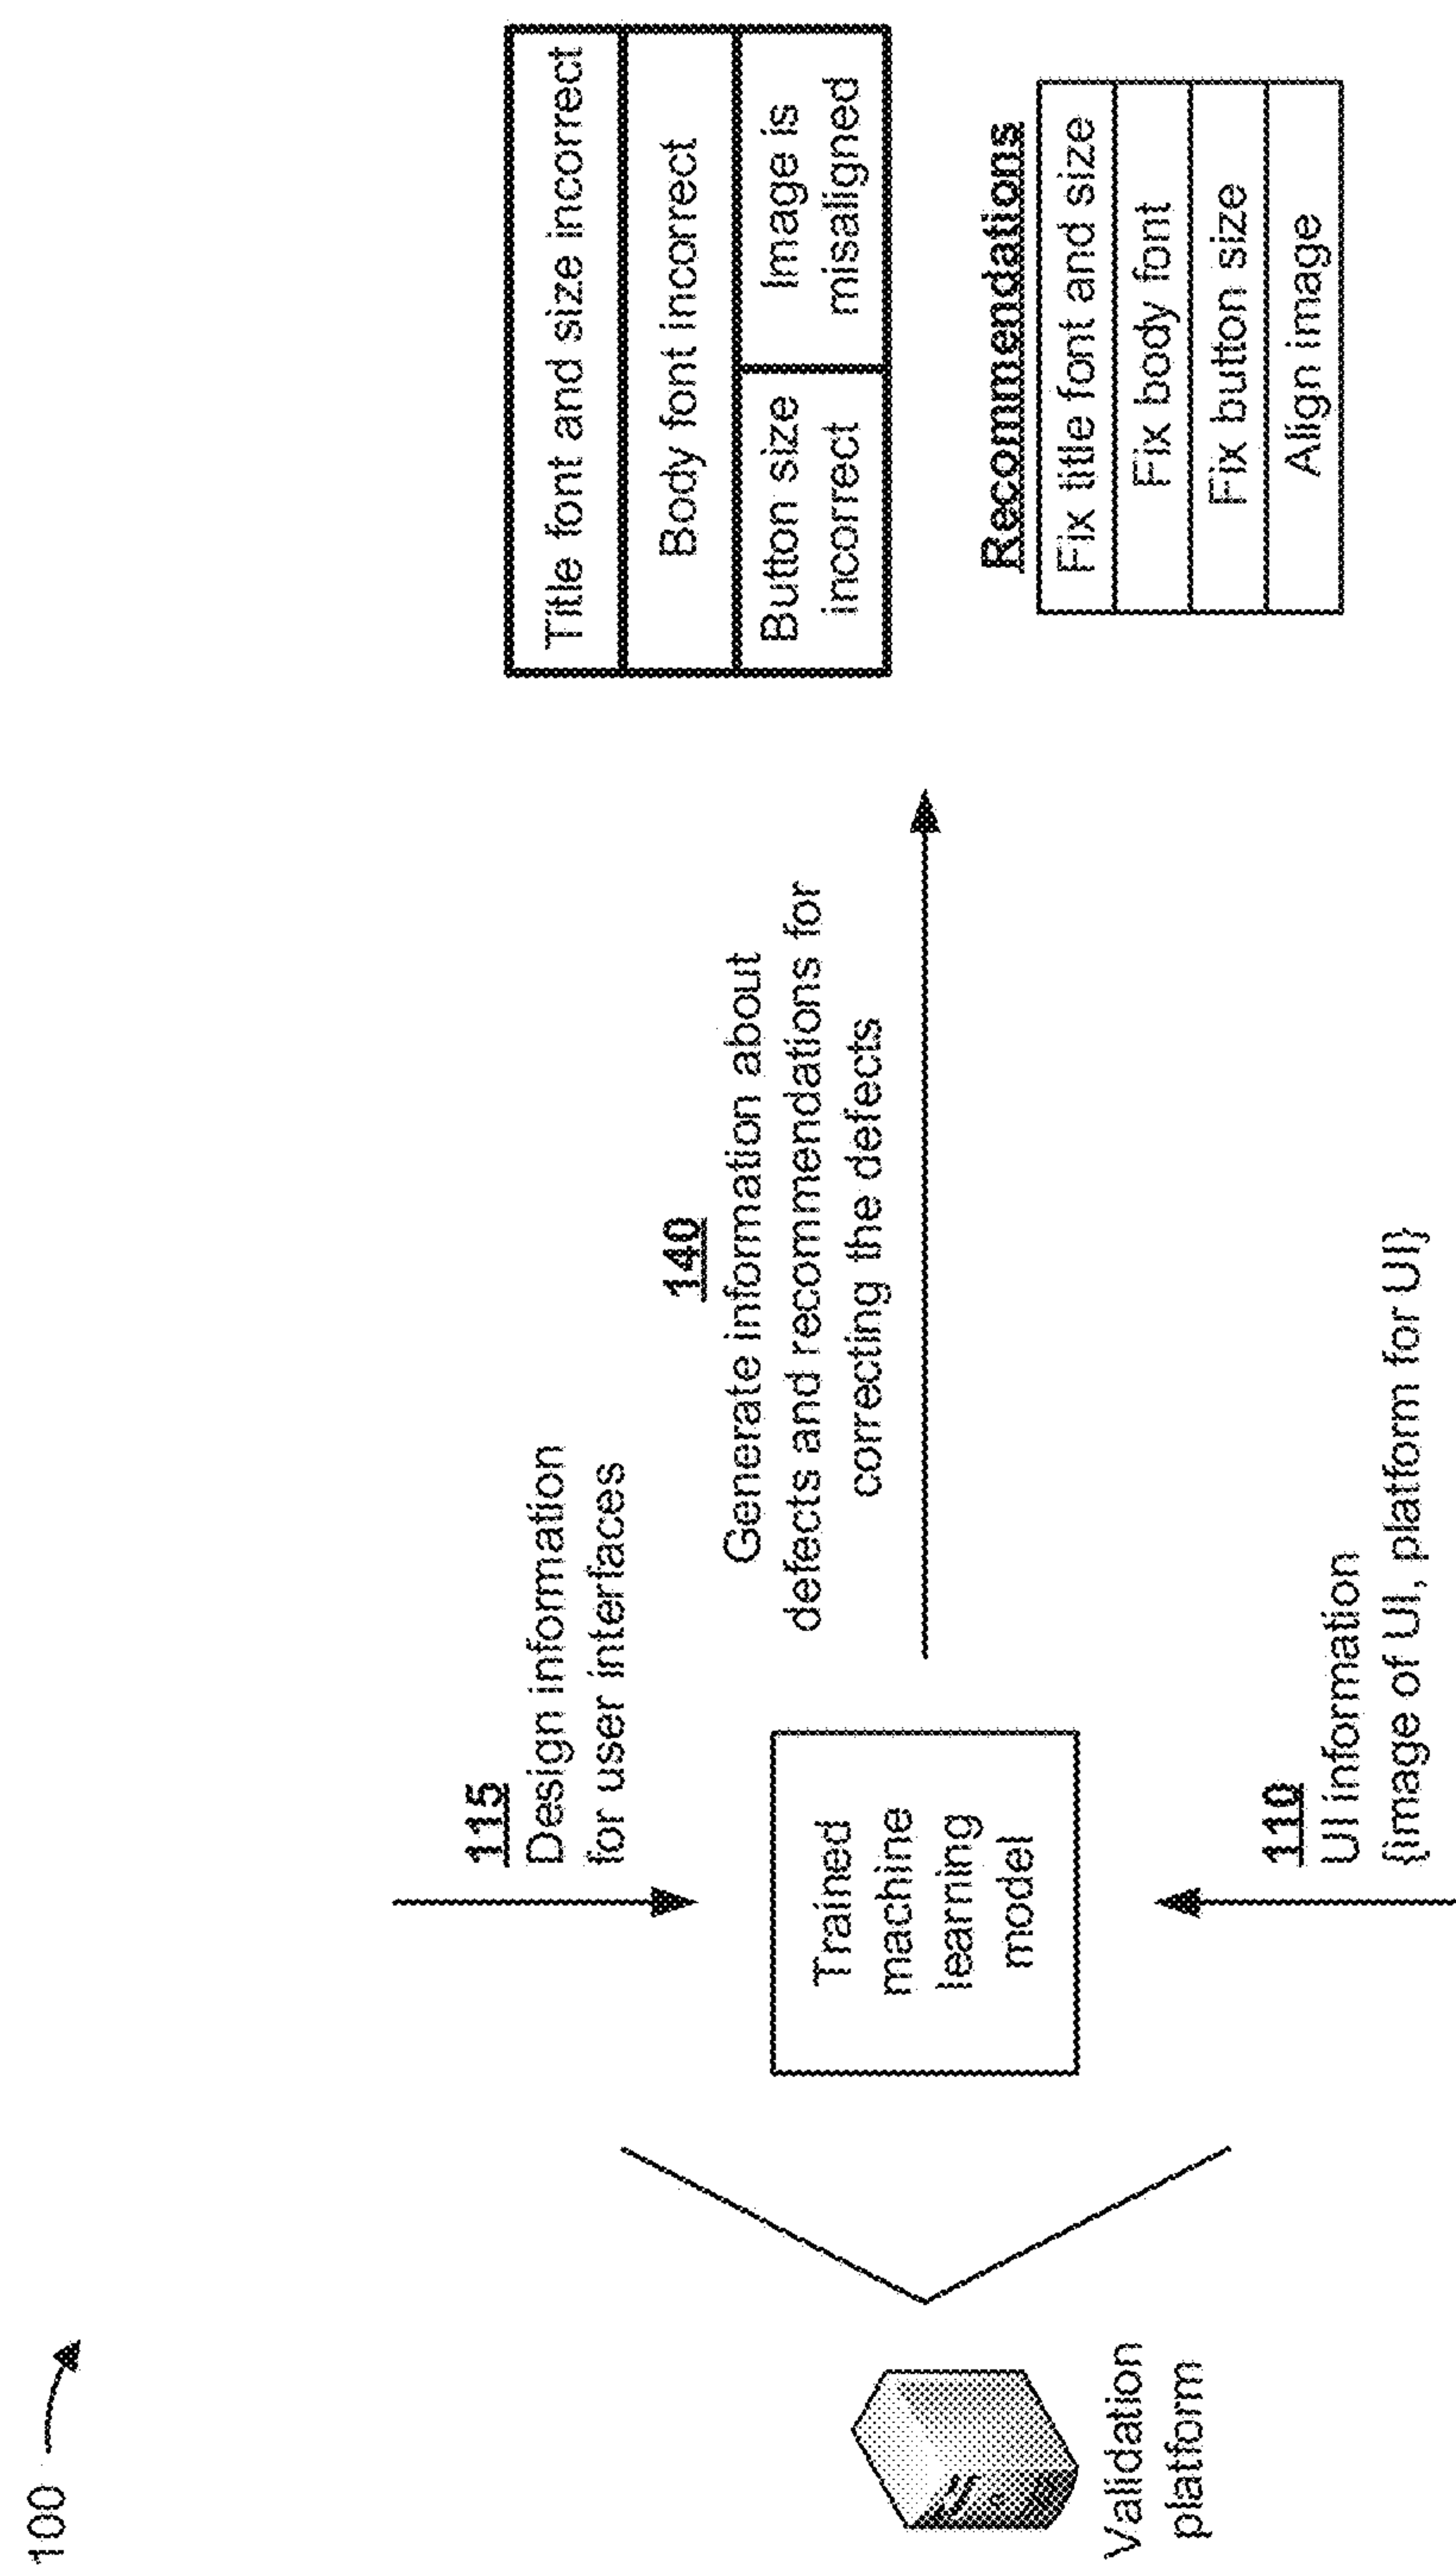 100
115
Design information
for user interfaces
140
Generate information about
defects and recommendations for
correcting the defects
Title font and size incorrect
Body font incorrect
Button size
incorrect
Image is
misaligned
Recommendations
Fix title font and size
Fix body font
Fix button size
Align image
Trained
machine
learning
model
Validation
platform
110
UI information
{image of UI, platform for UI}